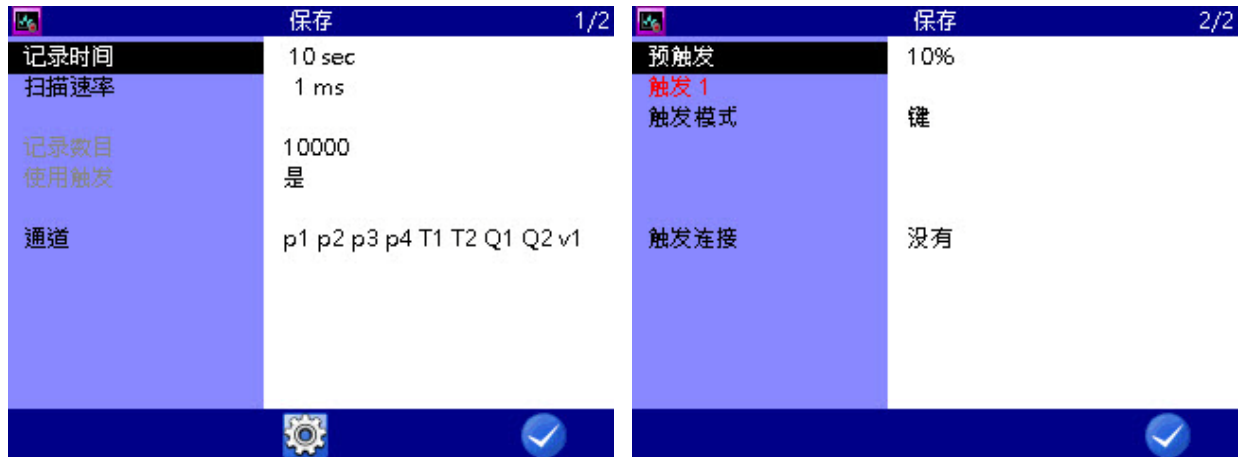 保存 1/2
记录时间 10 sec
扫描速率 1 ms
记录数目 10000
使用触发 是
通道 p1 p2 p3 p4 T1 T2 Q1 Q2 v1
保存 2/2
预触发 10%
触发 1
触发模式 键
触发连接 没有